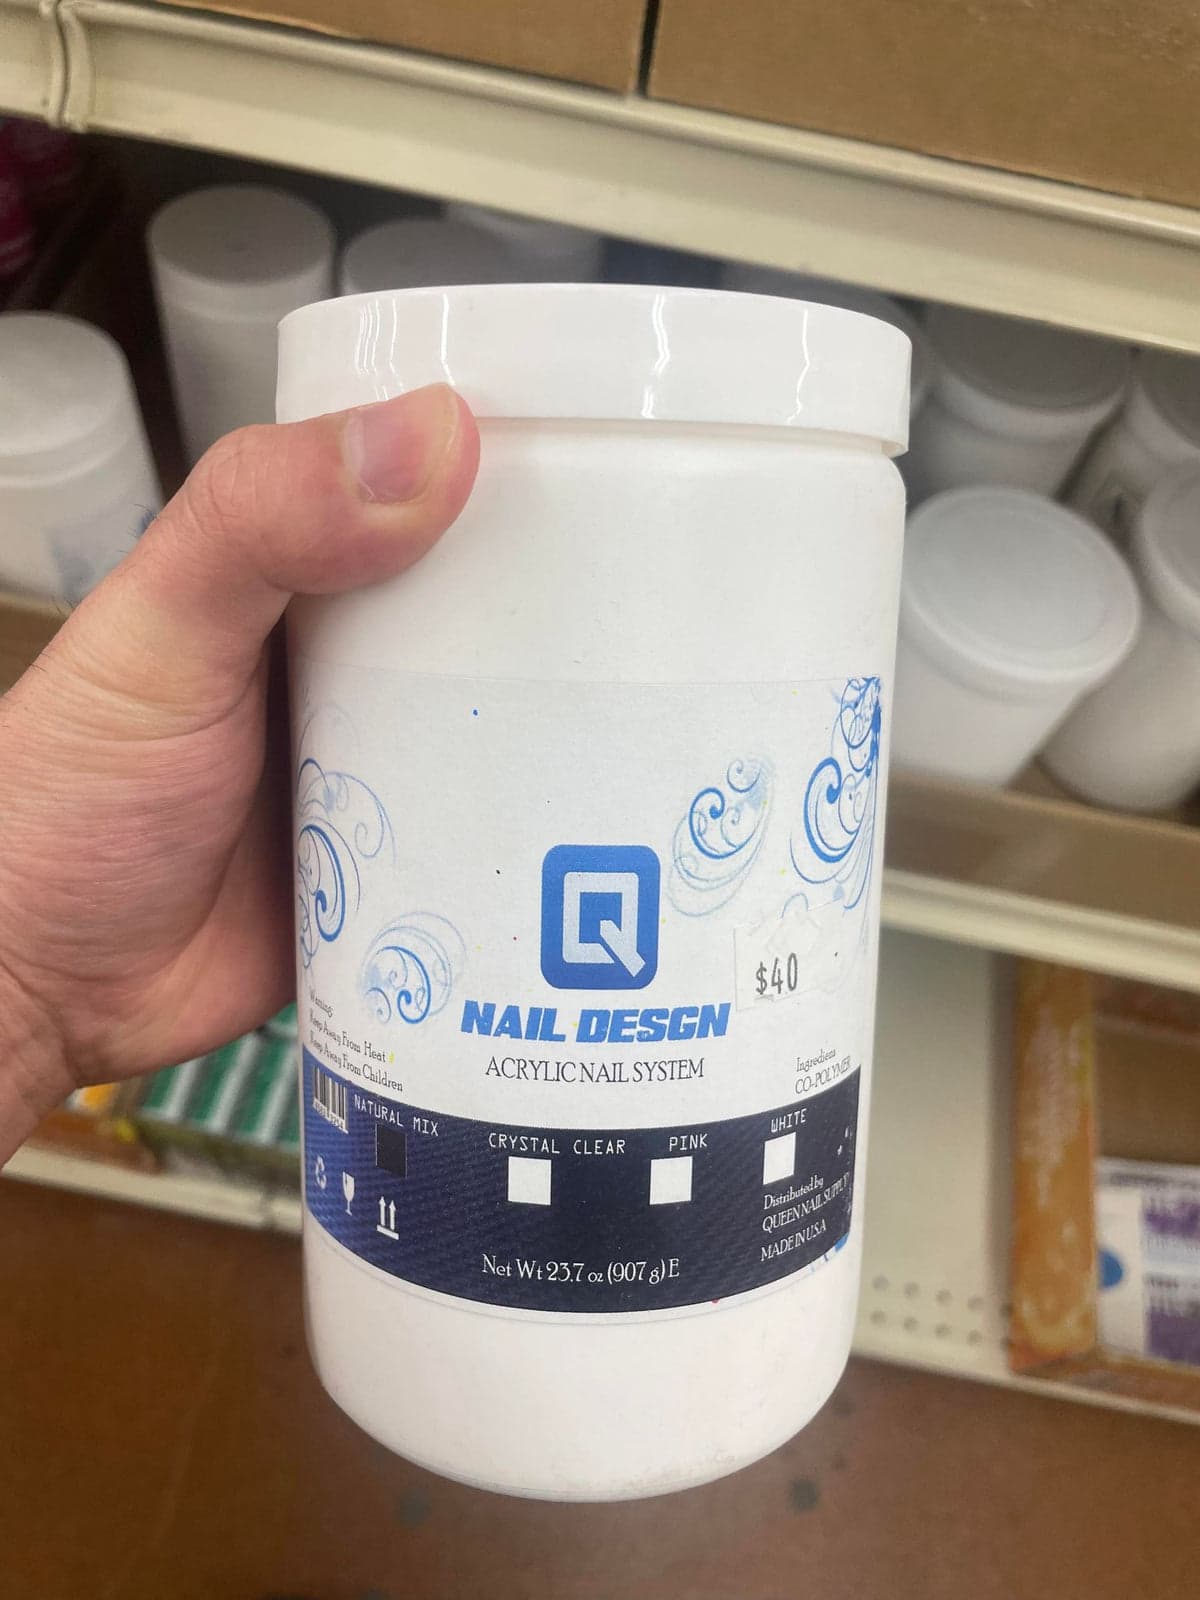 Q
NAIL DESGN
ACRYLIC NAIL SYSTEM
$40
Warning:
Keep Away From Heat
Keep Away From Children
Ingrediens
CO-POLYMER
NATURAL MIX
CRYSTAL CLEAR
PINK
WHITE
Distributed by
QUEEN NAIL SUPPLY
MADE IN USA
Net Wt 23.7 oz (907 g) E